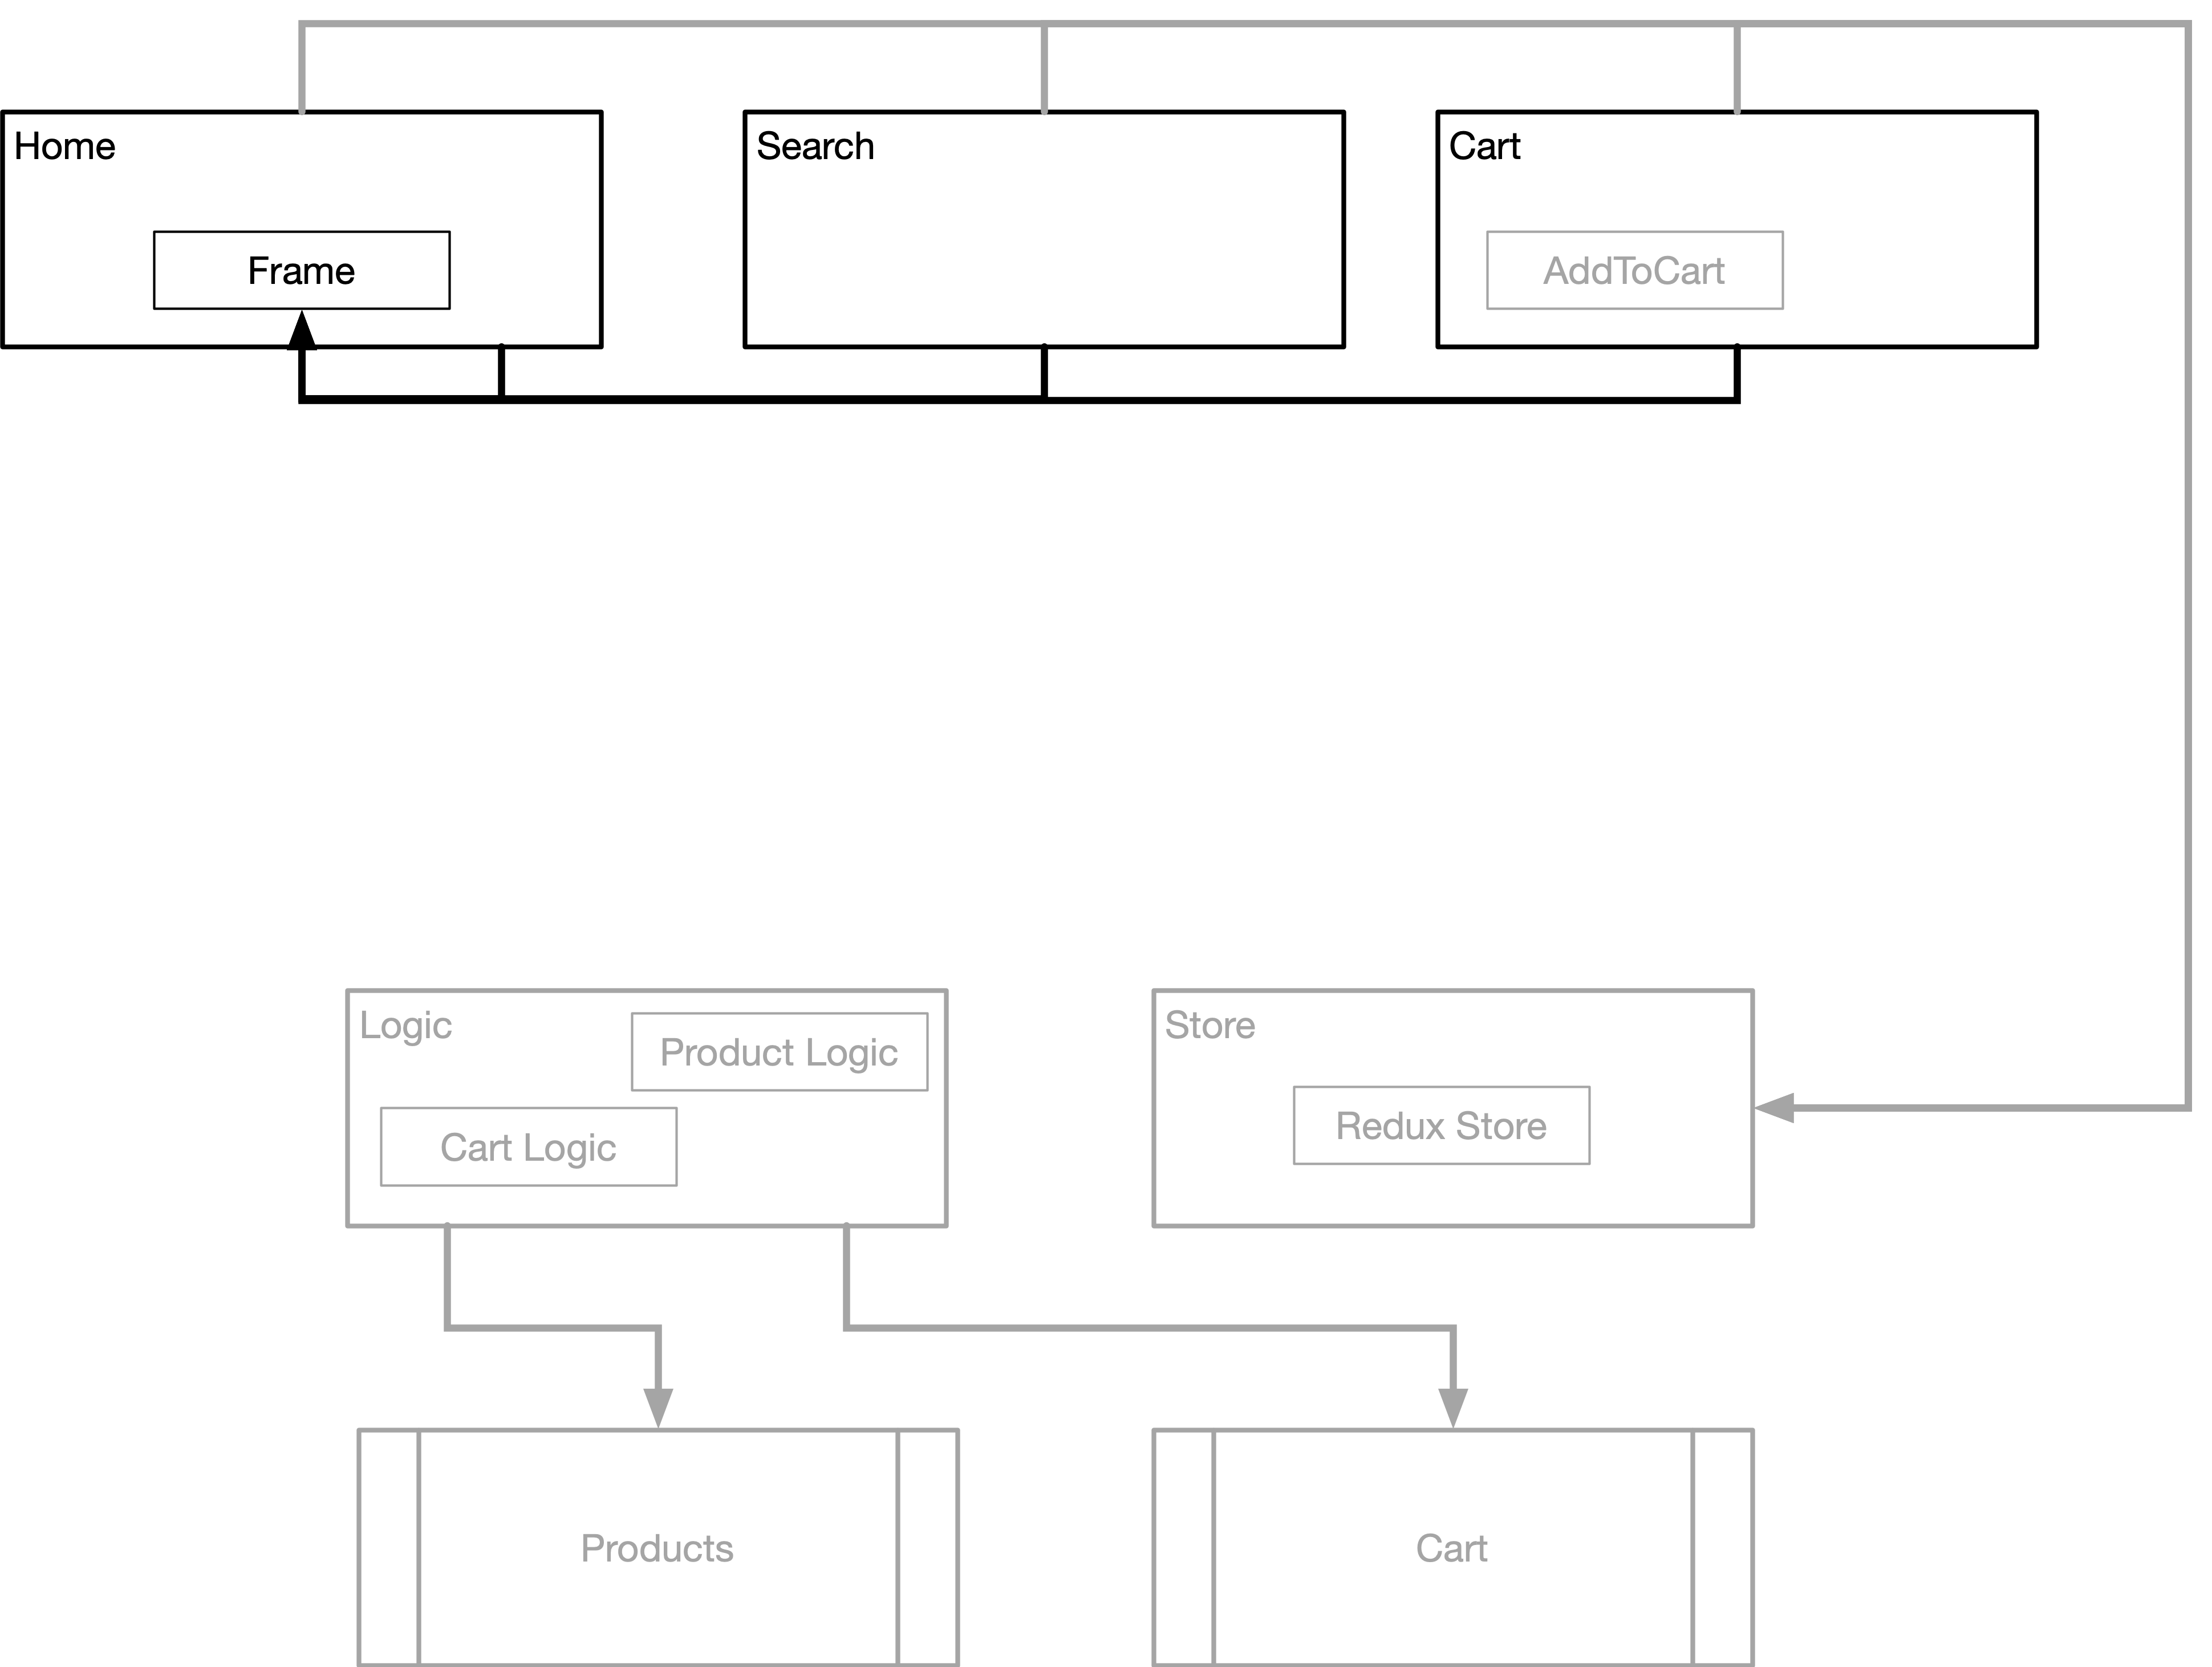 Home
Search
Cart
Frame
AddToCart
Logic
Product Logic
Cart Logic
Store
Redux Store
Products
Cart